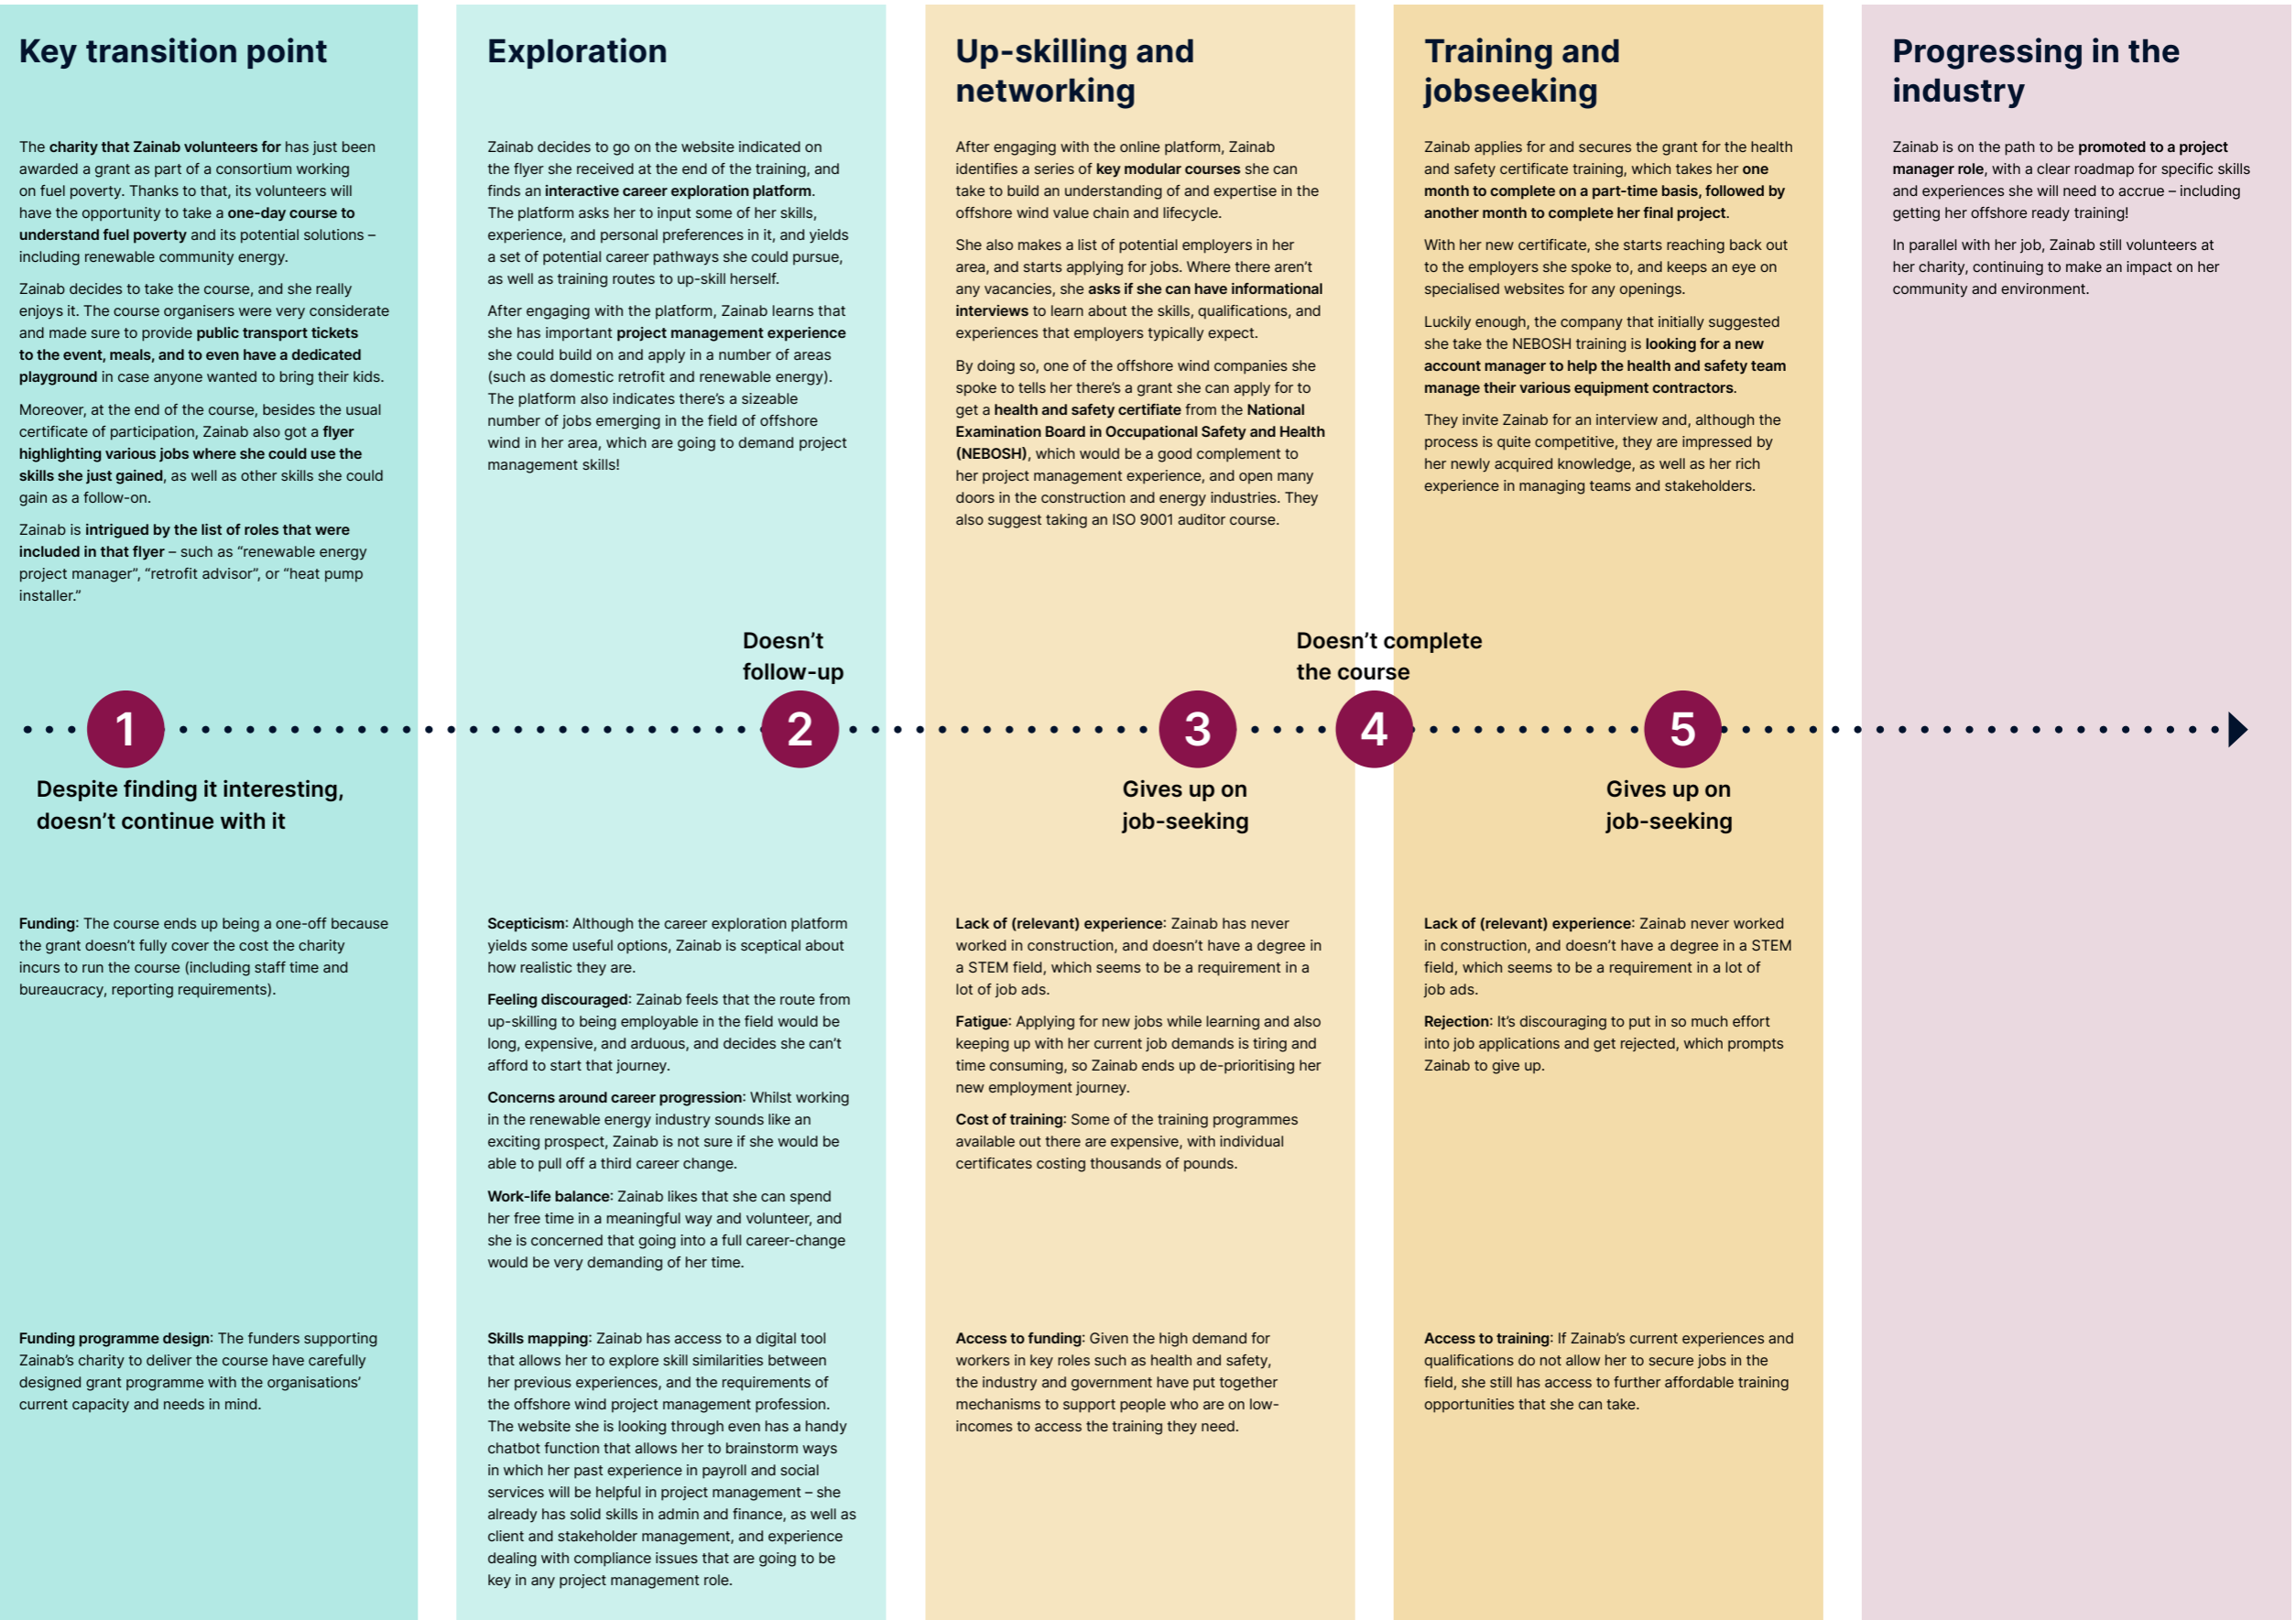 Key transition point
The charity that Zainab volunteers for has just been
awarded a grant as part of a consortium working
on fuel poverty. Thanks to that, its volunteers will
have the opportunity to take a one-day course to
understand fuel poverty and its potential solutions –
including renewable community energy.
Zainab decides to take the course, and she really
enjoys it. The course organisers were very considerate
and made sure to provide public transport tickets
to the event, meals, and to even have a dedicated
playground in case anyone wanted to bring their kids.
Moreover, at the end of the course, besides the usual
certificate of participation, Zainab also got a flyer
highlighting various jobs where she could use the
skills she just gained, as well as other skills she could
gain as a follow-on.
Zainab is intrigued by the list of roles that were
included in that flyer – such as “renewable energy
project manager”, “retrofit advisor”, or “heat pump
installer.”
Exploration
Zainab decides to go on the website indicated on
the flyer she received at the end of the training, and
finds an interactive career exploration platform.
The platform asks her to input some of her skills,
experience, and personal preferences in it, and yields
a set of potential career pathways she could pursue,
as well as training routes to up-skill herself.
After engaging with the platform, Zainab learns that
she has important project management experience
she could build on and apply in a number of areas
(such as domestic retrofit and renewable energy).
The platform also indicates there’s a sizeable
number of jobs emerging in the field of offshore
wind in her area, which are going to demand project
management skills!
Up-skilling and
networking
After engaging with the online platform, Zainab
identifies a series of key modular courses she can
take to build an understanding of and expertise in the
offshore wind value chain and lifecycle.
She also makes a list of potential employers in her
area, and starts applying for jobs. Where there aren’t
any vacancies, she asks if she can have informational
interviews to learn about the skills, qualifications, and
experiences that employers typically expect.
By doing so, one of the offshore wind companies she
spoke to tells her there’s a grant she can apply for to
get a health and safety certifiate from the National
Examination Board in Occupational Safety and Health
(NEBOSH), which would be a good complement to
her project management experience, and open many
doors in the construction and energy industries. They
also suggest taking an ISO 9001 auditor course.
Training and
jobseeking
Zainab applies for and secures the grant for the health
and safety certificate training, which takes her one
month to complete on a part-time basis, followed by
another month to complete her final project.
With her new certificate, she starts reaching back out
to the employers she spoke to, and keeps an eye on
specialised websites for any openings.
Luckily enough, the company that initially suggested
she take the NEBOSH training is looking for a new
account manager to help the health and safety team
manage their various equipment contractors.
They invite Zainab for an interview and, although the
process is quite competitive, they are impressed by
her newly acquired knowledge, as well as her rich
experience in managing teams and stakeholders.
Progressing in the
industry
Zainab is on the path to be promoted to a project
manager role, with a clear roadmap for specific skills
and experiences she will need to accrue – including
getting her offshore ready training!
In parallel with her job, Zainab still volunteers at
her charity, continuing to make an impact on her
community and environment.
1
Despite finding it interesting,
doesn’t continue with it
Doesn’t
follow-up
2
3
Gives up on
job-seeking
Doesn’t complete
the course
4
5
Gives up on
job-seeking
Funding: The course ends up being a one-off because
the grant doesn’t fully cover the cost the charity
incurs to run the course (including staff time and
bureaucracy, reporting requirements).
Scepticism: Although the career exploration platform
yields some useful options, Zainab is sceptical about
how realistic they are.
Feeling discouraged: Zainab feels that the route from
up-skilling to being employable in the field would be
long, expensive, and arduous, and decides she can’t
afford to start that journey.
Concerns around career progression: Whilst working
in the renewable energy industry sounds like an
exciting prospect, Zainab is not sure if she would be
able to pull off a third career change.
Work-life balance: Zainab likes that she can spend
her free time in a meaningful way and volunteer, and
she is concerned that going into a full career-change
would be very demanding of her time.
Lack of (relevant) experience: Zainab has never
worked in construction, and doesn’t have a degree in
a STEM field, which seems to be a requirement in a
lot of job ads.
Fatigue: Applying for new jobs while learning and also
keeping up with her current job demands is tiring and
time consuming, so Zainab ends up de-prioritising her
new employment journey.
Cost of training: Some of the training programmes
available out there are expensive, with individual
certificates costing thousands of pounds.
Lack of (relevant) experience: Zainab never worked
in construction, and doesn’t have a degree in a STEM
field, which seems to be a requirement in a lot of
job ads.
Rejection: It’s discouraging to put in so much effort
into job applications and get rejected, which prompts
Zainab to give up.
Funding programme design: The funders supporting
Zainab’s charity to deliver the course have carefully
designed grant programme with the organisations’
current capacity and needs in mind.
Skills mapping: Zainab has access to a digital tool
that allows her to explore skill similarities between
her previous experiences, and the requirements of
the offshore wind project management profession.
The website she is looking through even has a handy
chatbot function that allows her to brainstorm ways
in which her past experience in payroll and social
services will be helpful in project management – she
already has solid skills in admin and finance, as well as
client and stakeholder management, and experience
dealing with compliance issues that are going to be
key in any project management role.
Access to funding: Given the high demand for
workers in key roles such as health and safety,
the industry and government have put together
mechanisms to support people who are on low-
incomes to access the training they need.
Access to training: If Zainab’s current experiences and
qualifications do not allow her to secure jobs in the
field, she still has access to further affordable training
opportunities that she can take.